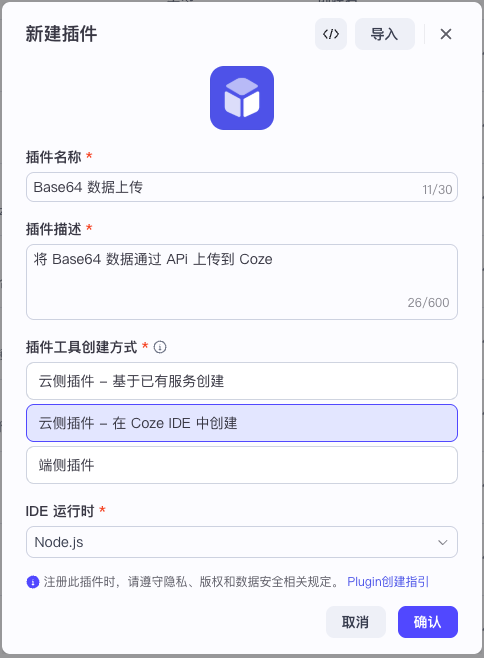 新建插件
</> 导入
插件名称 *
Base64 数据上传
11/30
插件描述 *
将 Base64 数据通过 APi 上传到 Coze
26/600
插件工具创建方式 *
云侧插件 – 基于已有服务创建
云侧插件 – 在 Coze IDE 中创建
端侧插件
IDE 运行时 *
Node.js
注册此插件时，请遵守隐私、版权和数据安全相关规定。 Plugin创建指引
取消 确认